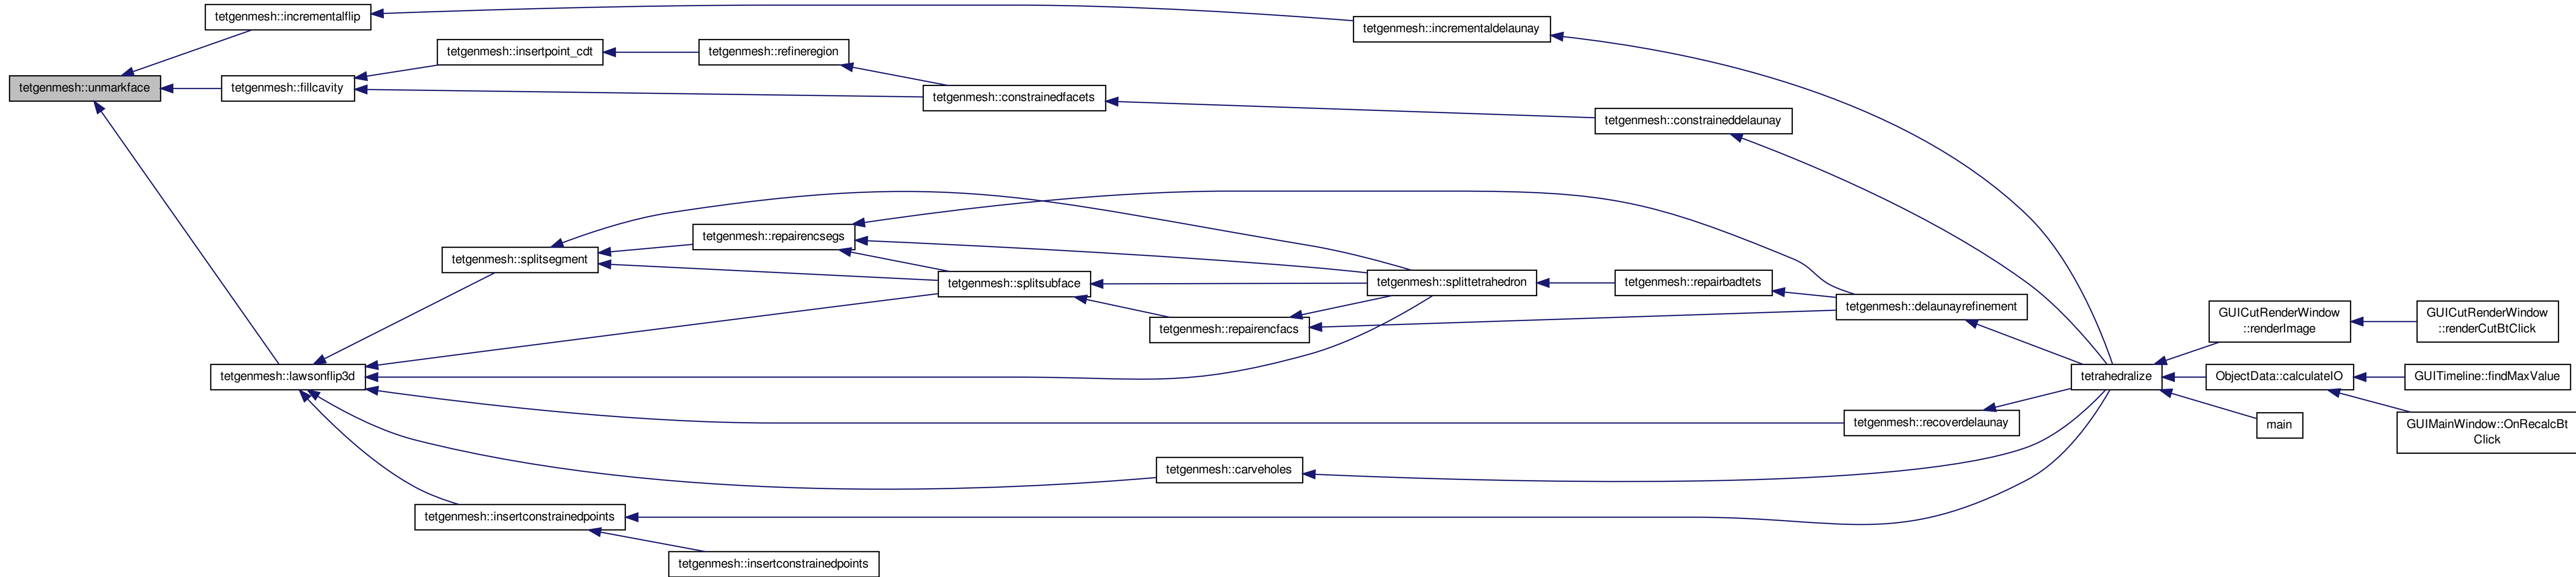 tetgenmesh::incrementalflip
tetgenmesh::incrementaldelaunay
tetgenmesh::insertpoint_cdt
tetgenmesh::refineregion
tetgenmesh::unmarkface
tetgenmesh::fillcavity
tetgenmesh::constrainedfacets
tetgenmesh::constraineddelaunay
tetgenmesh::repairencsegs
tetgenmesh::splitsegment
tetgenmesh::splitsubface
tetgenmesh::splittetrahedron
tetgenmesh::repairbadtets
tetgenmesh::delaunayrefinement
tetgenmesh::repairencfacs
GUICutRenderWindow
::renderImage
GUICutRenderWindow
::renderCutBtClick
tetgenmesh::lawsonflip3d
tetrahedralize
ObjectData::calculateIO
GUITimeline::findMaxValue
tetgenmesh::recoverdelaunay
main
GUIMainWindow::OnRecalcBt
Click
tetgenmesh::carveholes
tetgenmesh::insertconstrainedpoints
tetgenmesh::insertconstrainedpoints